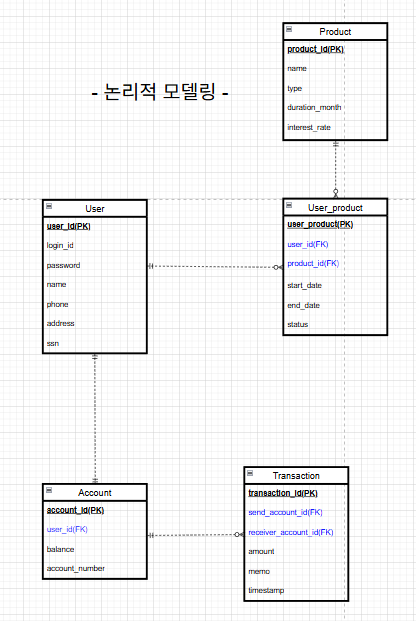 Product
product_id(PK)
name
type
duration_month
interest_rate
- 논리적 모델링 -
User
user_id(PK)
login_id
password
name
phone
address
ssn
User_product
user_product(PK)
user_id(FK)
product_id(FK)
start_date
end_date
status
Account
account_id(PK)
user_id(FK)
balance
account_number
Transaction
transaction_id(PK)
send_account_id(FK)
receiver_account_id(FK)
amount
memo
timestamp